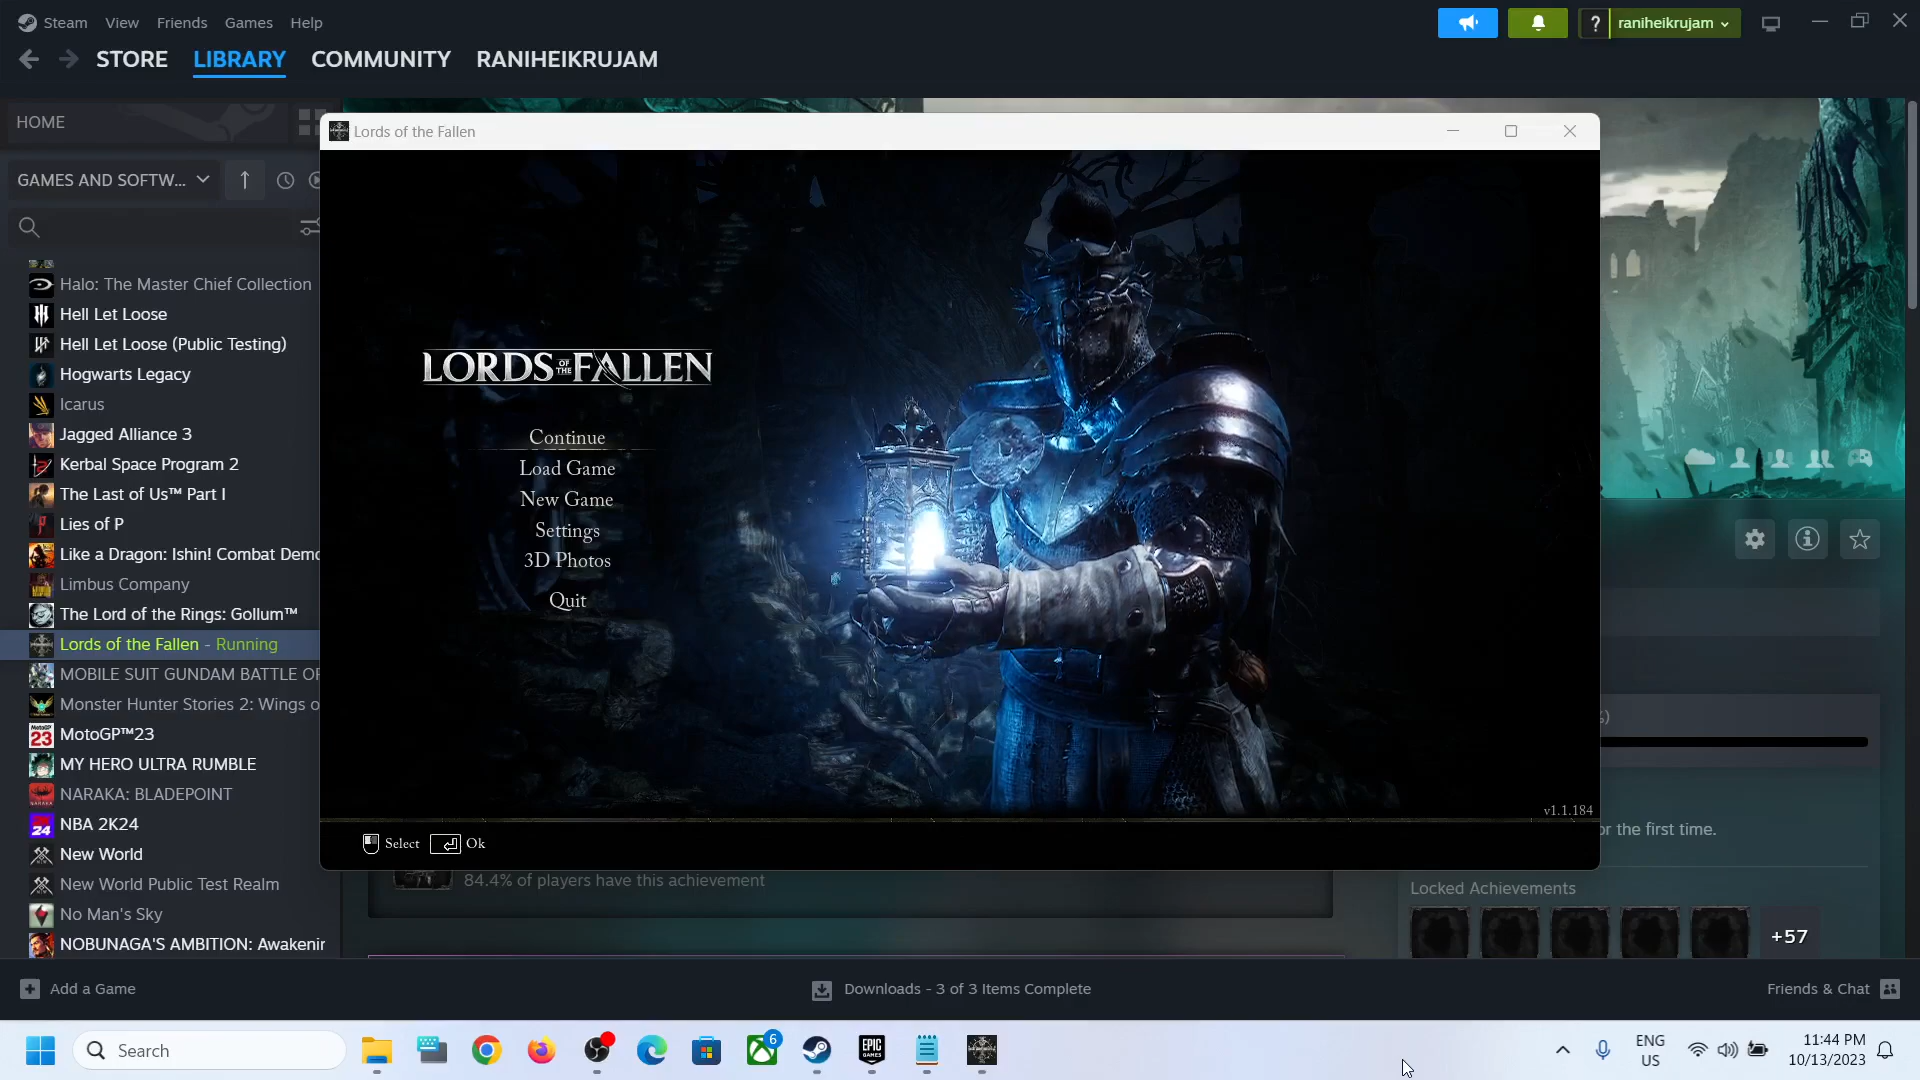 Steam View Friends Games Help
? raniheikrujam
STORE LIBRARY COMMUNITY RANIHEIKRUJAM
HOME
Lords of the Fallen
GAMES AND SOFTW...
Halo: The Master Chief Collection
Hell Let Loose
Hell Let Loose (Public Testing)
Hogwarts Legacy
Icarus
Jagged Alliance 3
Kerbal Space Program 2
The Last of Us™ Part I
Lies of P
Like a Dragon: Ishin! Combat Demo
Limbus Company
The Lord of the Rings: Gollum™
Lords of the Fallen - Running
MOBILE SUIT GUNDAM BATTLE OF
Monster Hunter Stories 2: Wings o
MotoGP™23
MY HERO ULTRA RUMBLE
NARAKA: BLADEPOINT
NBA 2K24
New World
New World Public Test Realm
No Man's Sky
NOBUNAGA'S AMBITION: Awakenin
LORDS OF THE FALLEN
Continue
Load Game
New Game
Settings
3D Photos
Quit
v1.1.184
Select Ok
s)
or the first time.
84.4% of players have this achievement
Locked Achievements
+57
Add a Game
Downloads - 3 of 3 Items Complete
Friends & Chat
Search
6
EPIC GAMES
ENG
US
11:44 PM
10/13/2023